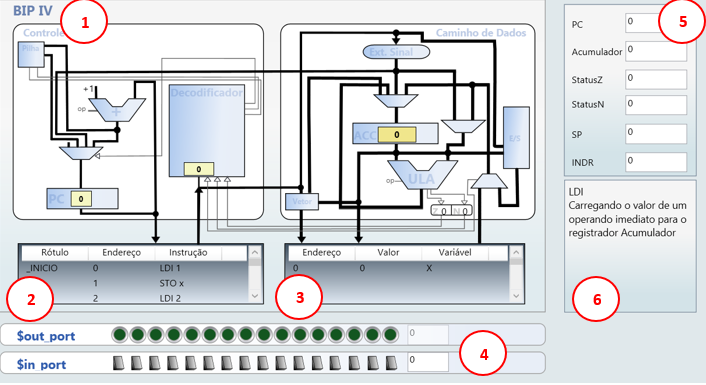 BIP IV
1
Controle
Pilha
+1
op
+
Decodificador
0
PC 0
Caminho de Dados
Ext. Sinal
ACC 0
E/S
op
ULA
Vetor
Z 0 N 0
Rótulo Endereço Instrução
_INICIO 0 LDI 1
1 STO x
2 LDI 2
2
Endereço Valor Variável
0 0 X
3
$out_port 0
$in_port 0
4
PC 0
Acumulador 0
StatusZ 0
StatusN 0
SP 0
INDR 0
5
LDI
Carregando o valor de um
operando imediato para o
registrador Acumulador
6